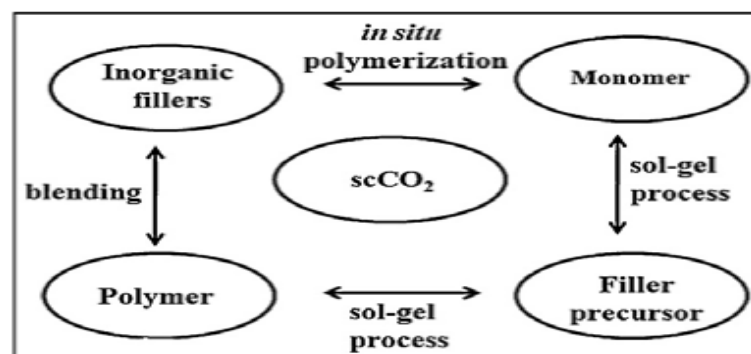 in situ
polymerization
Inorganic
fillers
Monomer
scCO₂
blending
sol-gel
process
Polymer
sol-gel
process
Filler
precursor